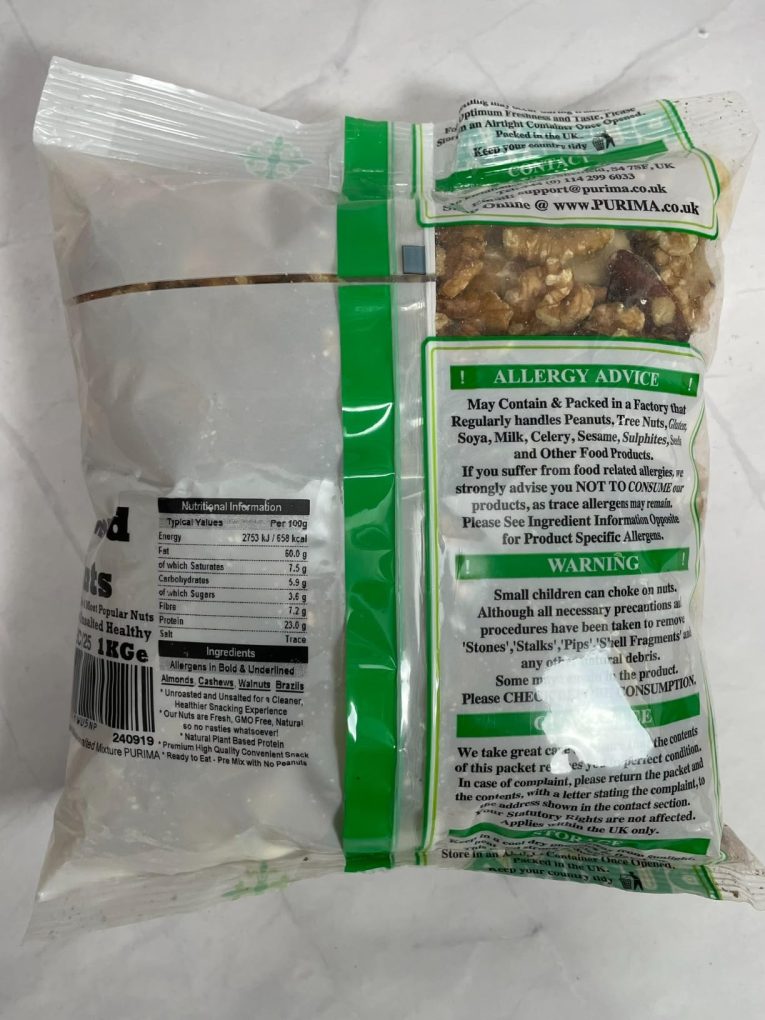 Optimum Freshness and Taste, Please
in an Airtight Container Once Opened.
Packed in the UK.
Keep your country tidy
CONTACT
S4 7SF, UK
(0) 114 299 6033
support@purima.co.uk
Online @ www.PURIMA.co.uk
! ALLERGY ADVICE !
May Contain & Packed in a Factory that
Regularly handles Peanuts, Tree Nuts, Gluten,
Soya, Milk, Celery, Sesame, Sulphites, Seeds
and Other Food Products.
If you suffer from food related allergies, we
strongly advise you NOT TO CONSUME our
products, as trace allergens may remain.
Please See Ingredient Information Opposite
for Product Specific Allergens.
! WARNING !
Small children can choke on nuts.
Although all necessary precautions and
procedures have been taken to remove
'Stones','Stalks','Pips','Shell Fragments' and
any natural debris.
Some may the product.
Please CHECK CONSUMPTION.
We take great care the contents
of this packet perfect condition.
In case of complaint, please return the packet and
the contents, with a letter stating the complaint, to
the address shown in the contact section.
Your Statutory Rights are not affected.
Applies within the UK only.
STORAGE
Store in an Container Once Opened.
Packed in the UK.
Keep your country tidy
Nutritional Information
Typical Values Per 100g
Energy 2753 kJ / 658 kcal
Fat 60.0 g
of which Saturates 7.5 g
Carbohydrates 5.9 g
of which Sugars 3.6 g
Fibre 7.2 g
Protein 23.0 g
Salt Trace
Ingredients
Allergens in Bold & Underlined
Almonds, Cashews, Walnuts Brazils
* Unroasted and Unsalted for a Cleaner,
Healthier Snacking Experience
* Our Nuts are Fresh, GMO Free, Natural
so no nasties whatsoever!
* Natural Plant Based Protein
* Premium High Quality Convenient Snack
* Ready to Eat - Pre Mix with No Peanuts
Most Popular Nuts
Unsalted Healthy
25 1KGe
240919
Mixture PURIMA